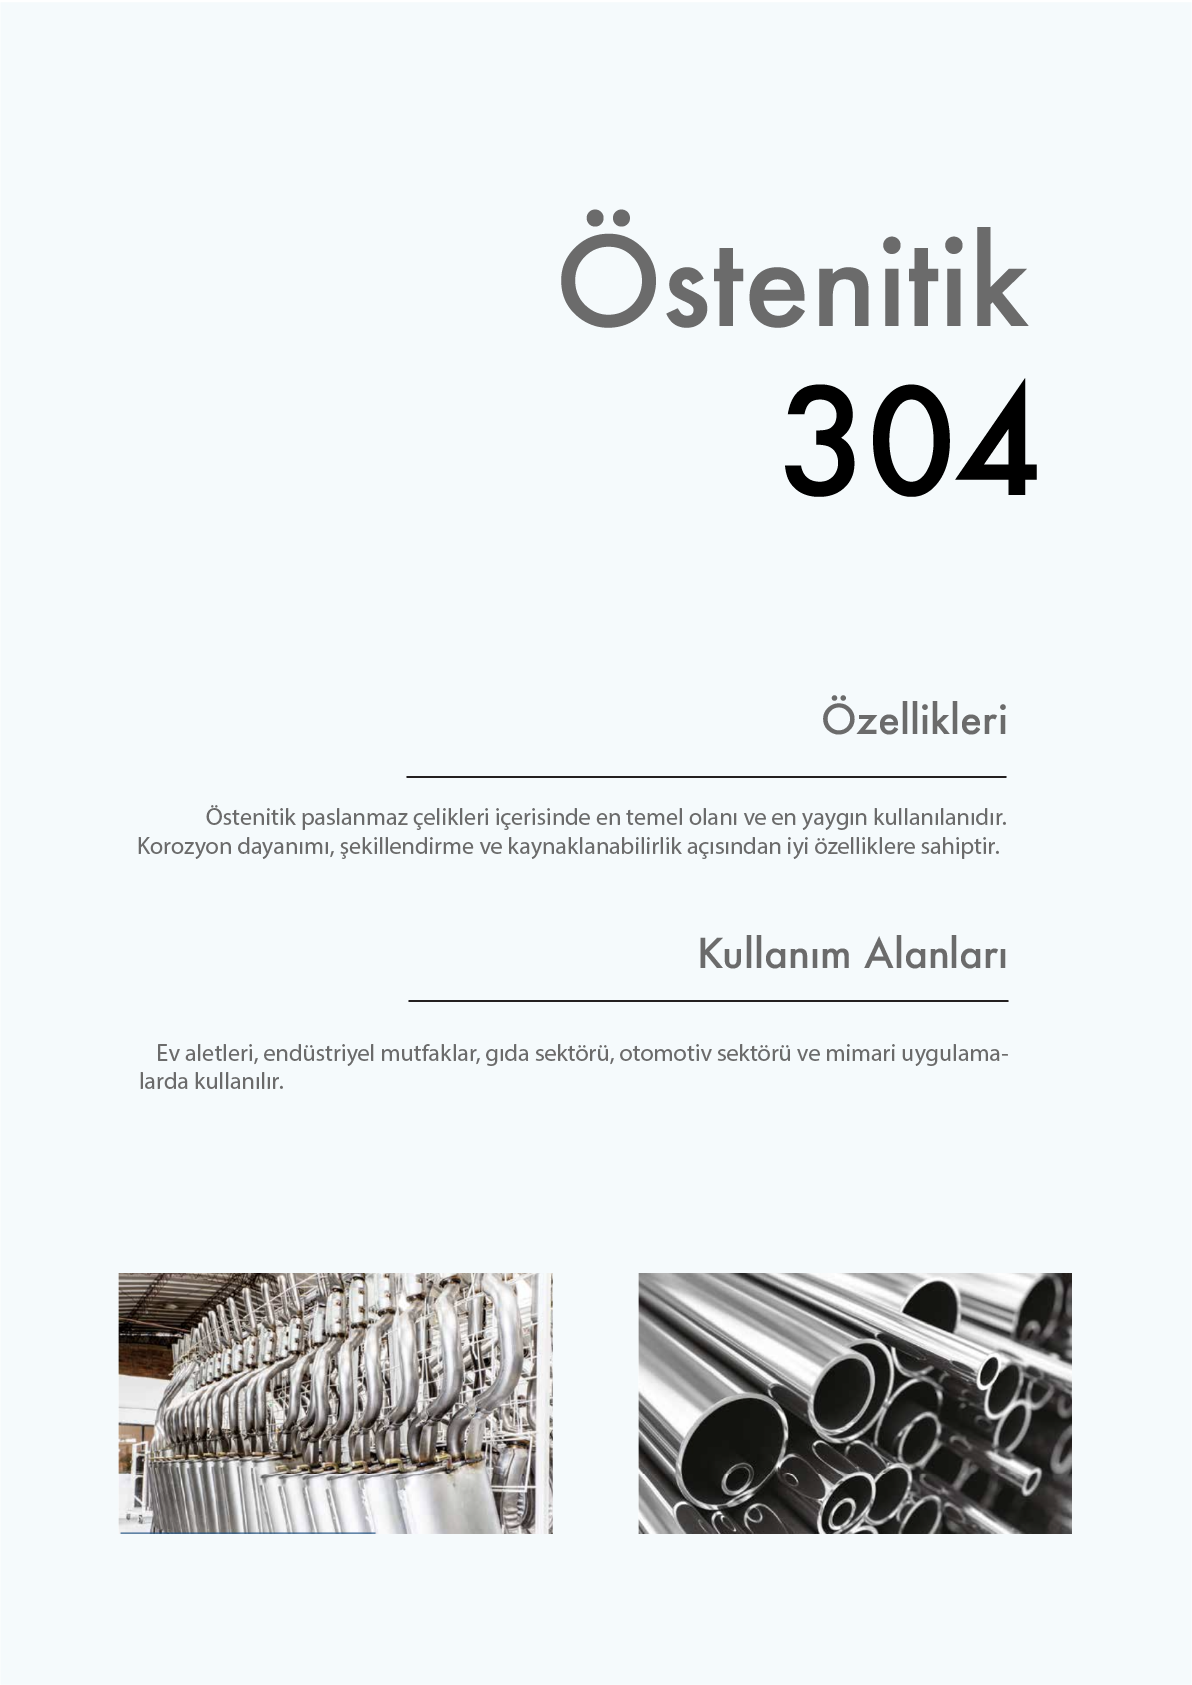 Östenitik
304
Özellikleri
Östenitik paslanmaz çelikleri içerisinde en temel olanı ve en yaygın kullanılanıdır.
Korozyon dayanımı, şekillendirme ve kaynaklanabilirlik açısından iyi özelliklere sahiptir.
Kullanım Alanları
Ev aletleri, endüstriyel mutfaklar, gıda sektörü, otomotiv sektörü ve mimari uygulama-
larda kullanılır.